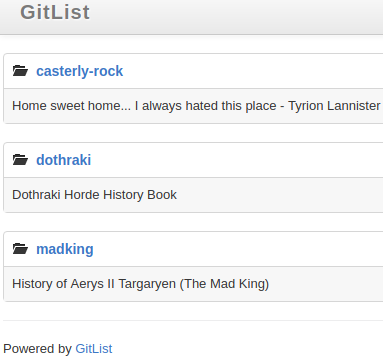 GitList
casterly-rock
Home sweet home... I always hated this place - Tyrion Lannister
dothraki
Dothraki Horde History Book
madking
History of Aerys II Targaryen (The Mad King)
Powered by GitList